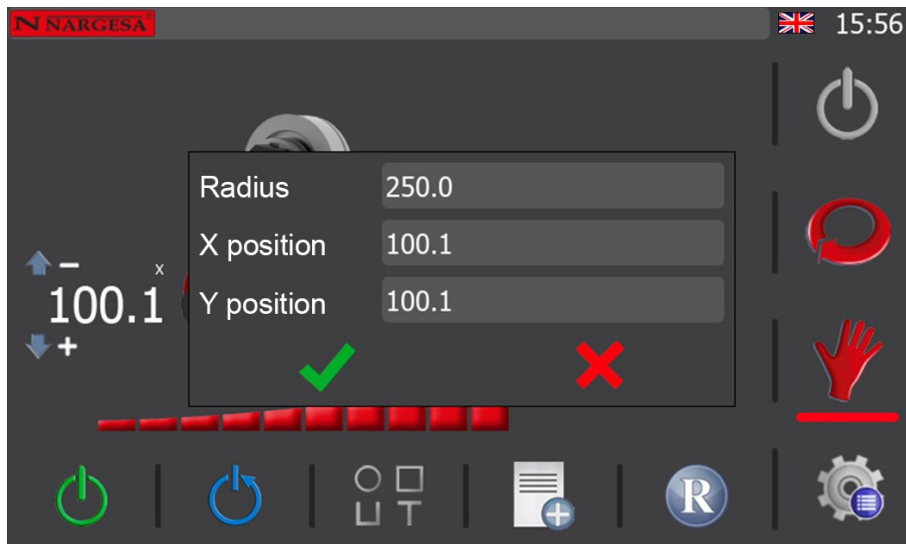 N NARGESA®
15:56
Radius 250.0
X position 100.1
Y position 100.1
x
100.1
−
+
R